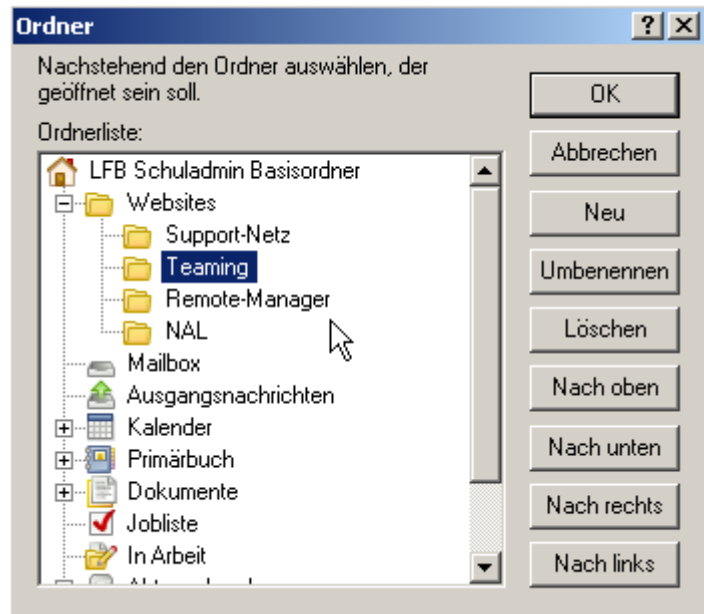 Ordner
Nachstehend den Ordner auswählen, der
geöffnet sein soll.
Ordnerliste:
LFB Schuladmin Basisordner
Websites
Support-Netz
Teaming
Remote-Manager
NAL
Mailbox
Ausgangsnachrichten
Kalender
Primärbuch
Dokumente
Jobliste
In Arbeit
OK
Abbrechen
Neu
Umbenennen
Löschen
Nach oben
Nach unten
Nach rechts
Nach links